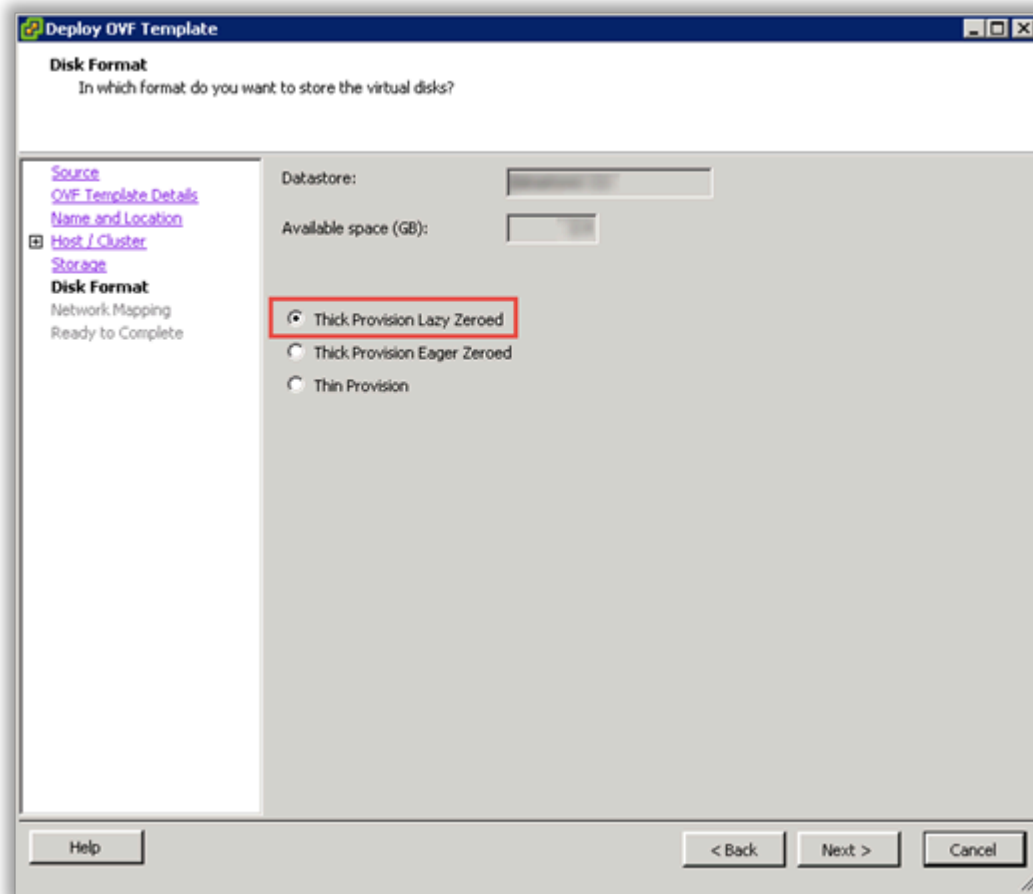 Deploy OVF Template
Disk Format
In which format do you want to store the virtual disks?
Source
OVF Template Details
Name and Location
Host / Cluster
Storage
Disk Format
Network Mapping
Ready to Complete
Datastore:
Available space (GB):
Thick Provision Lazy Zeroed
Thick Provision Eager Zeroed
Thin Provision
Help
< Back
Next >
Cancel